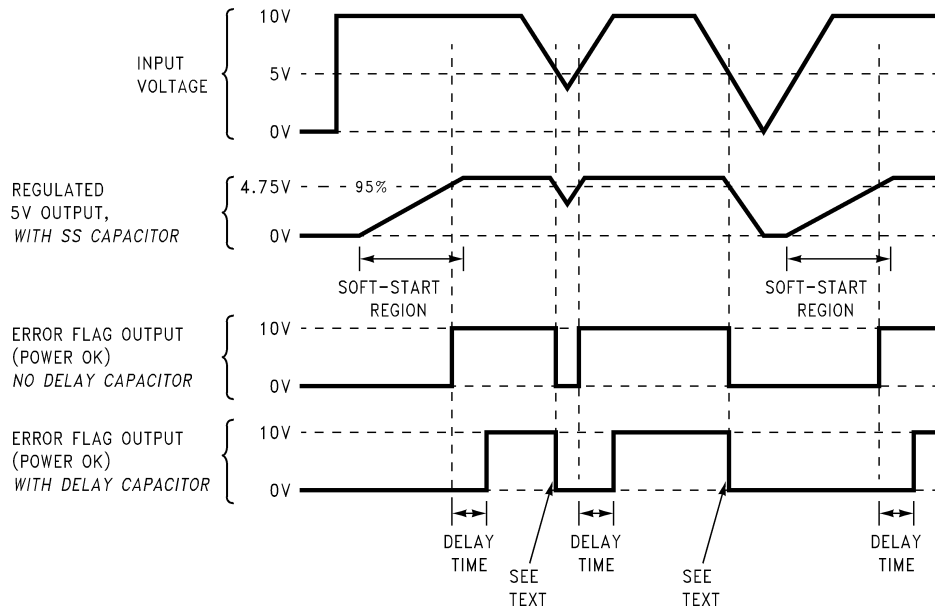 INPUT
VOLTAGE
10V
5V
0V
REGULATED
5V OUTPUT,
WITH SS CAPACITOR
4.75V
95%
0V
SOFT-START
REGION
SOFT-START
REGION
ERROR FLAG OUTPUT
(POWER OK)
NO DELAY CAPACITOR
10V
0V
ERROR FLAG OUTPUT
(POWER OK)
WITH DELAY CAPACITOR
10V
0V
DELAY
TIME
SEE
TEXT
DELAY
TIME
SEE
TEXT
DELAY
TIME